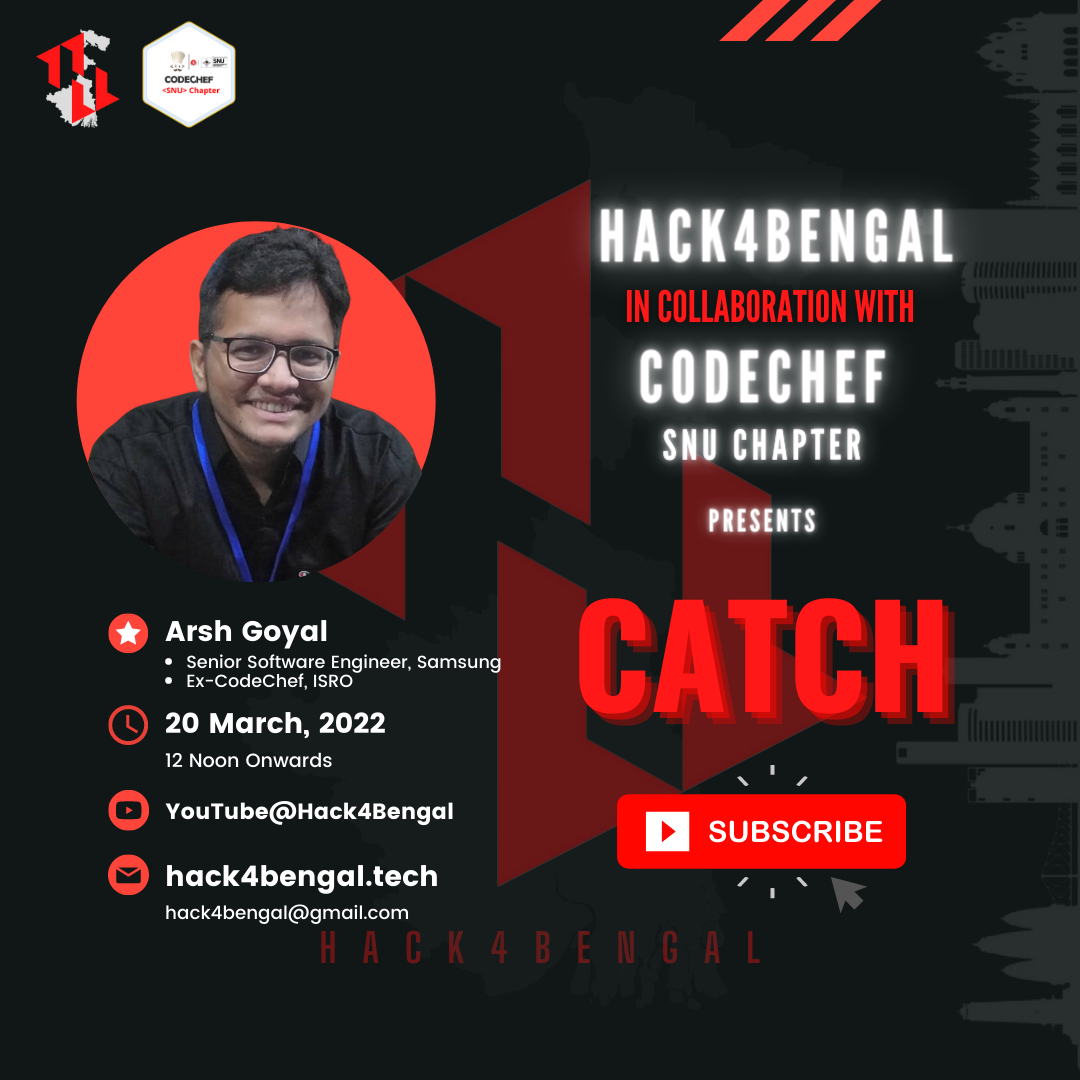 SNU
CODECHEF
<SNU> Chapter
HACK4BENGAL
IN COLLABORATION WITH
CODECHEF
SNU CHAPTER
PRESENTS
CATCH
SUBSCRIBE
Arsh Goyal
• Senior Software Engineer, Samsung
• Ex-CodeChef, ISRO
20 March, 2022
12 Noon Onwards
YouTube@Hack4Bengal
hack4bengal.tech
hack4bengal@gmail.com
HACK4BENGAL